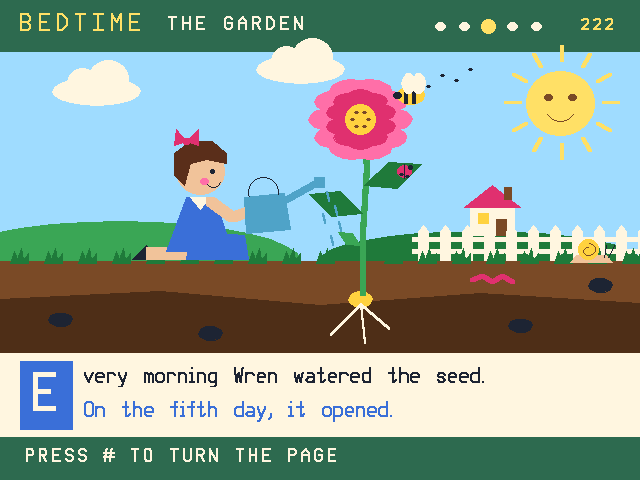 BEDTIME THE GARDEN 222
Every morning Wren watered the seed.
On the fifth day, it opened.
PRESS # TO TURN THE PAGE